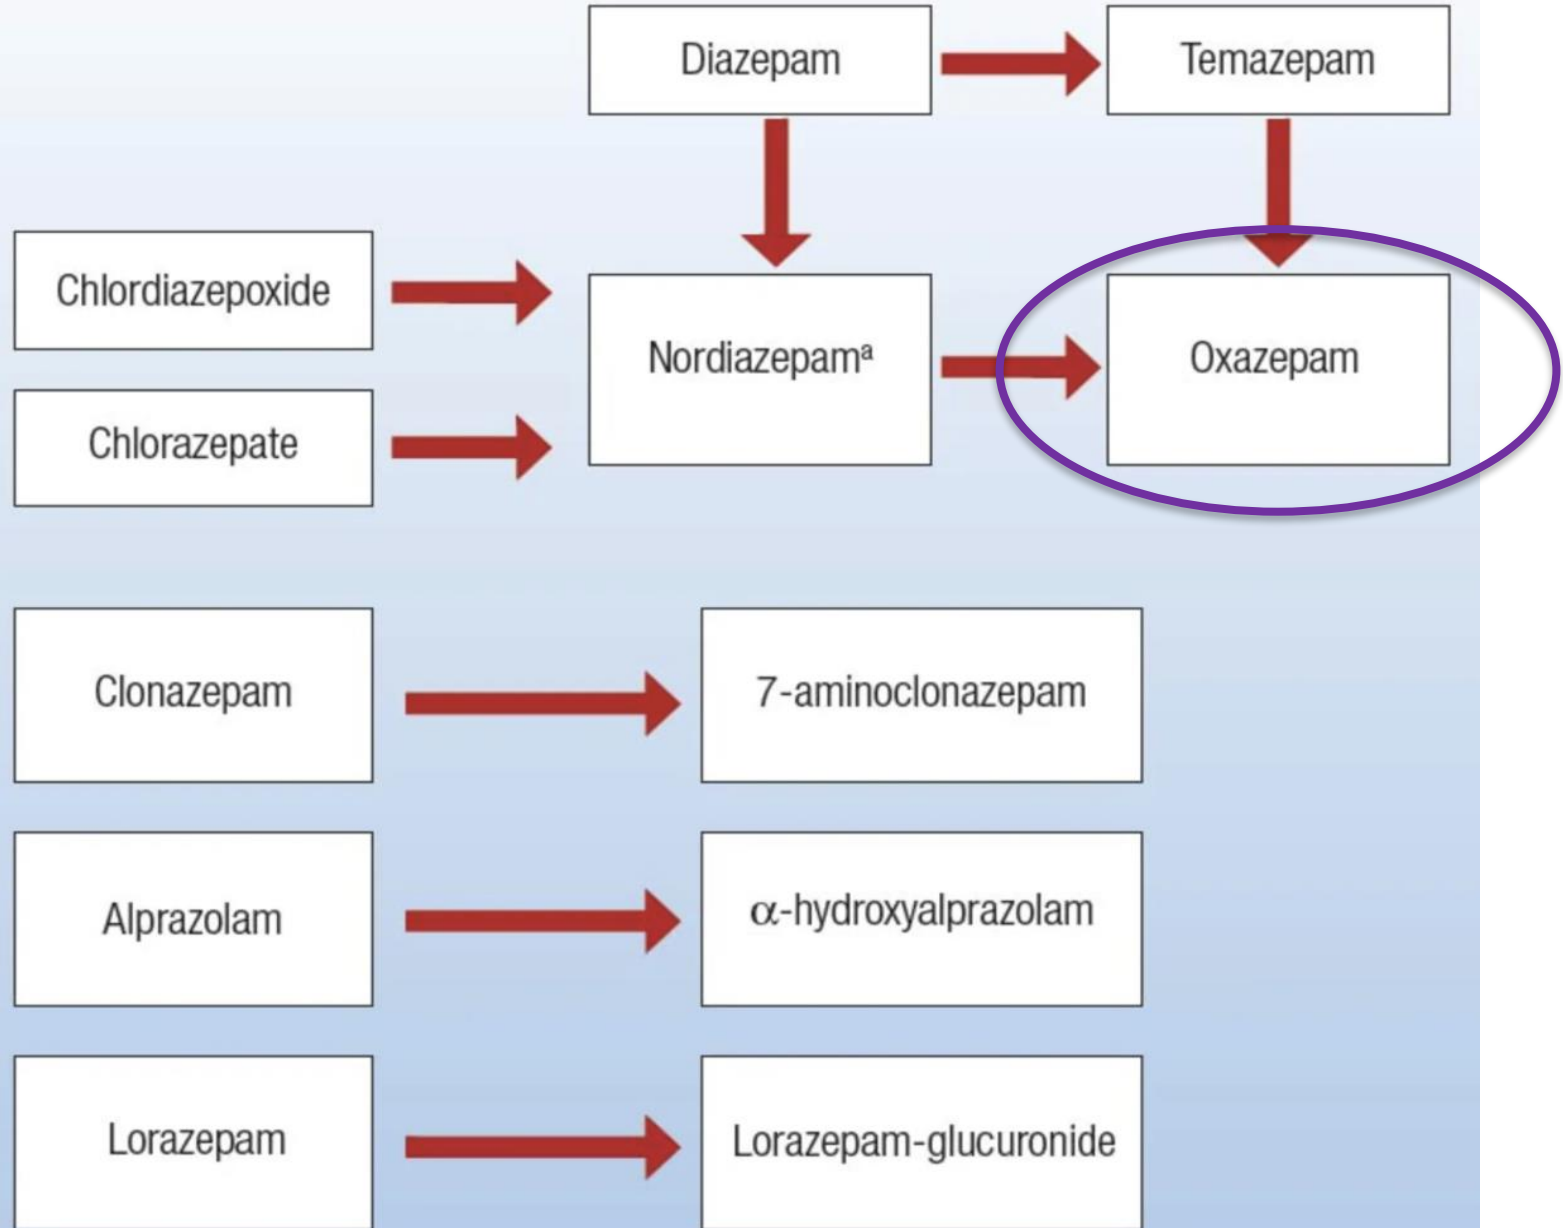 Diazepam
Temazepam
Chlordiazepoxide
Nordiazepamᵃ
Oxazepam
Chlorazepate
Clonazepam
7-aminoclonazepam
Alprazolam
α-hydroxyalprazolam
Lorazepam
Lorazepam-glucuronide